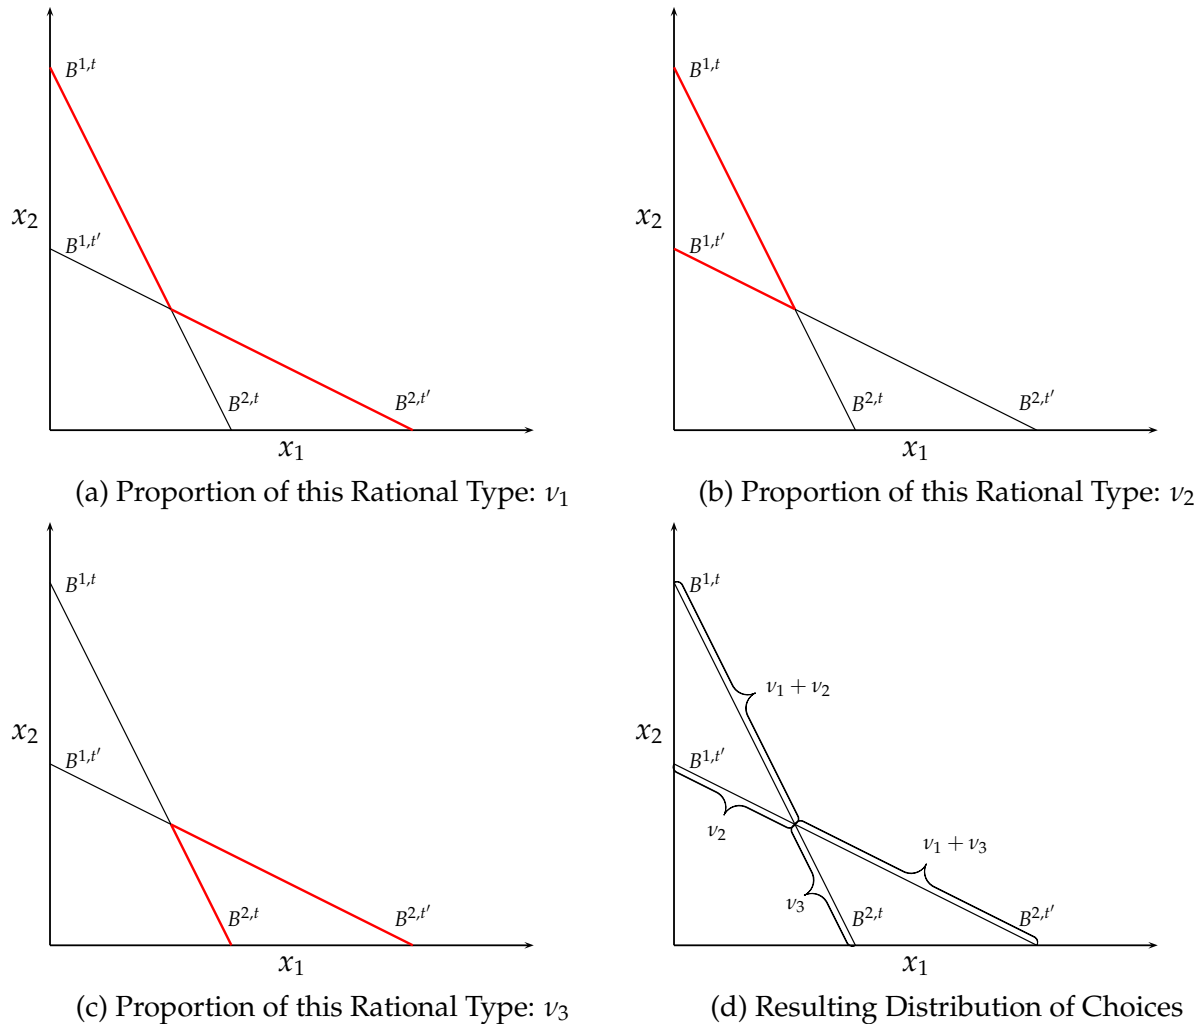 B^{1,t}
x_2
B^{1,t'}
B^{2,t}
B^{2,t'}
x_1
(a) Proportion of this Rational Type: ν_1
B^{1,t}
x_2
B^{1,t'}
B^{2,t}
B^{2,t'}
x_1
(b) Proportion of this Rational Type: ν_2
B^{1,t}
x_2
B^{1,t'}
B^{2,t}
B^{2,t'}
x_1
(c) Proportion of this Rational Type: ν_3
B^{1,t}
ν_1 + ν_2
x_2
B^{1,t'}
ν_2
ν_1 + ν_3
ν_3
B^{2,t}
B^{2,t'}
x_1
(d) Resulting Distribution of Choices